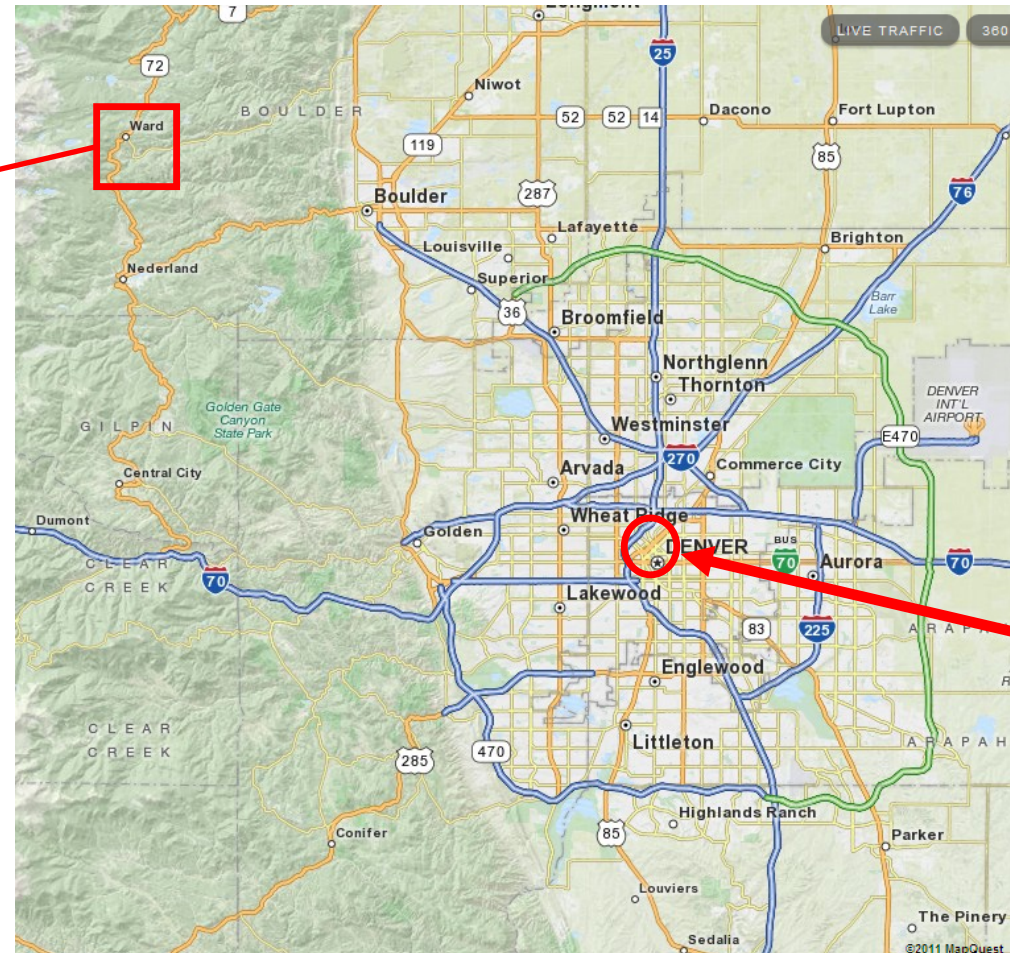 7
Longmont
LIVE TRAFFIC
360
72
25
Niwot
BOULDER
Dacono
Fort Lupton
52
52
14
Ward
119
85
287
76
Boulder
Lafayette
Brighton
Louisville
Nederland
Superior
Barr
Lake
36
Broomfield
Northglenn
Thornton
DENVER
INT'L
AIRPORT
Golden Gate
Canyon
State Park
GILPIN
Westminster
E470
270
Arvada
Commerce City
Central City
Wheat Ridge
Dumont
Golden
DENVER
BUS
70
Aurora
70
CLEAR
CREEK
70
Lakewood
83
225
Englewood
CLEAR
CREEK
Littleton
ARAPAH
470
285
Highlands Ranch
Conifer
85
Parker
Louviers
The Pinery
Sedalia
©2011 MapQuest